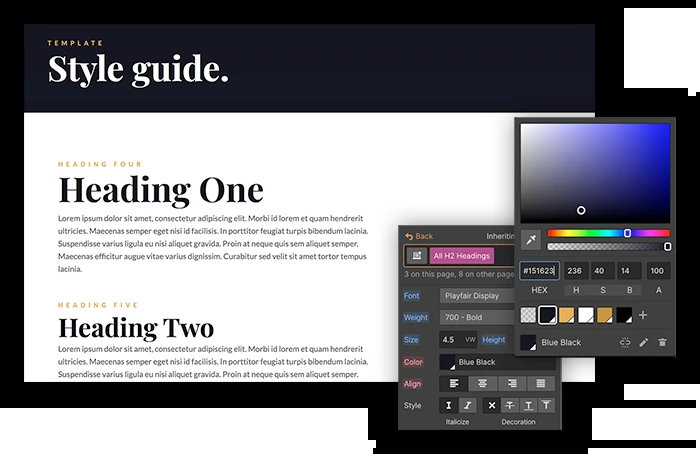 TEMPLATE
Style guide.
HEADING FOUR
Heading One
Lorem ipsum dolor sit amet, consectetur adipiscing elit. Morbi id lorem et quam hendrerit
ultricies. Maecenas semper eget nisi id facilisis. In porttitor feugiat turpis bibendum lacinia.
Suspendisse varius ligula eu nisi aliquet gravida. Proin at neque quis sem aliquet semper.
Maecenas efficitur augue vitae varius dignissim. Curabitur sed velit sit amet tortor tempus
lacinia.
HEADING FIVE
Heading Two
Lorem ipsum dolor sit amet, consectetur adipiscing elit. Morbi id lorem et quam hendrerit
ultricies. Maecenas semper eget nisi id facilisis. In porttitor feugiat turpis bibendum lacinia.
Suspendisse varius ligula eu nisi aliquet gravida. Proin at neque quis sem aliquet semper.
Back
Inheritin
All H2 Headings
3 on this page, 8 on other page
Font Playfair Display
Weight 700 - Bold
Size 4.5 VW Height
Color Blue Black
Align
Style
Italicize Decoration
#151623 236 40 14 100
HEX H S B A
Blue Black